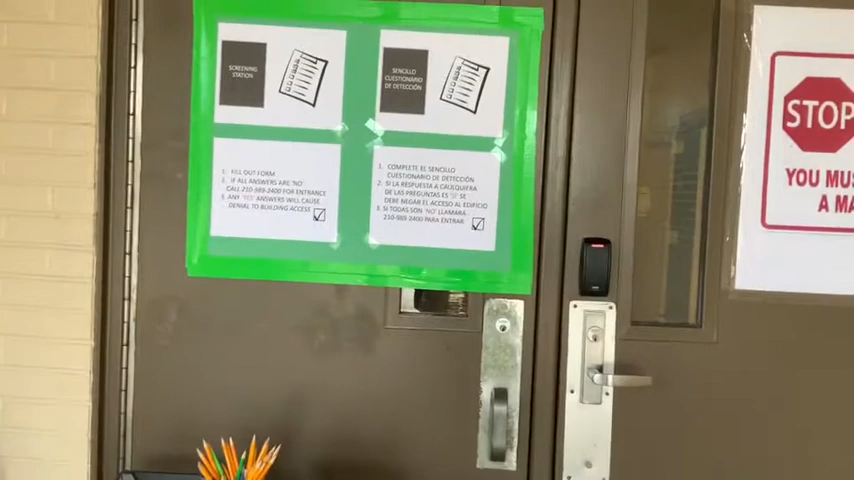 SCREENING
STATION
SENCILLO
CUESTIONARIO
DE DETECCIÓN
1. FILL OUT FORM
2. IF ALL ANSWERS ARE "NO"
CALL 210-989-2400 FOR ENTRANCE
3. ANY "YES" ANSWERS WILL CAUSE
DENIAL TO BUILDING ACCESS
1. COMPLETE EL SENCILLO
CUESTIONARIO DE DETECCIÓN
2. SI LA RESPUESTA A CUALQUIERA
DE LAS PREGUNTAS ES "SÍ" SE
DEBE NEGAR EL ACCESO AL EDIFICIO
3. SI TODAS SON "NO" LLAMAR
210-989-2400 PARA ENTRAR
STOP
YOU MUS
A MA